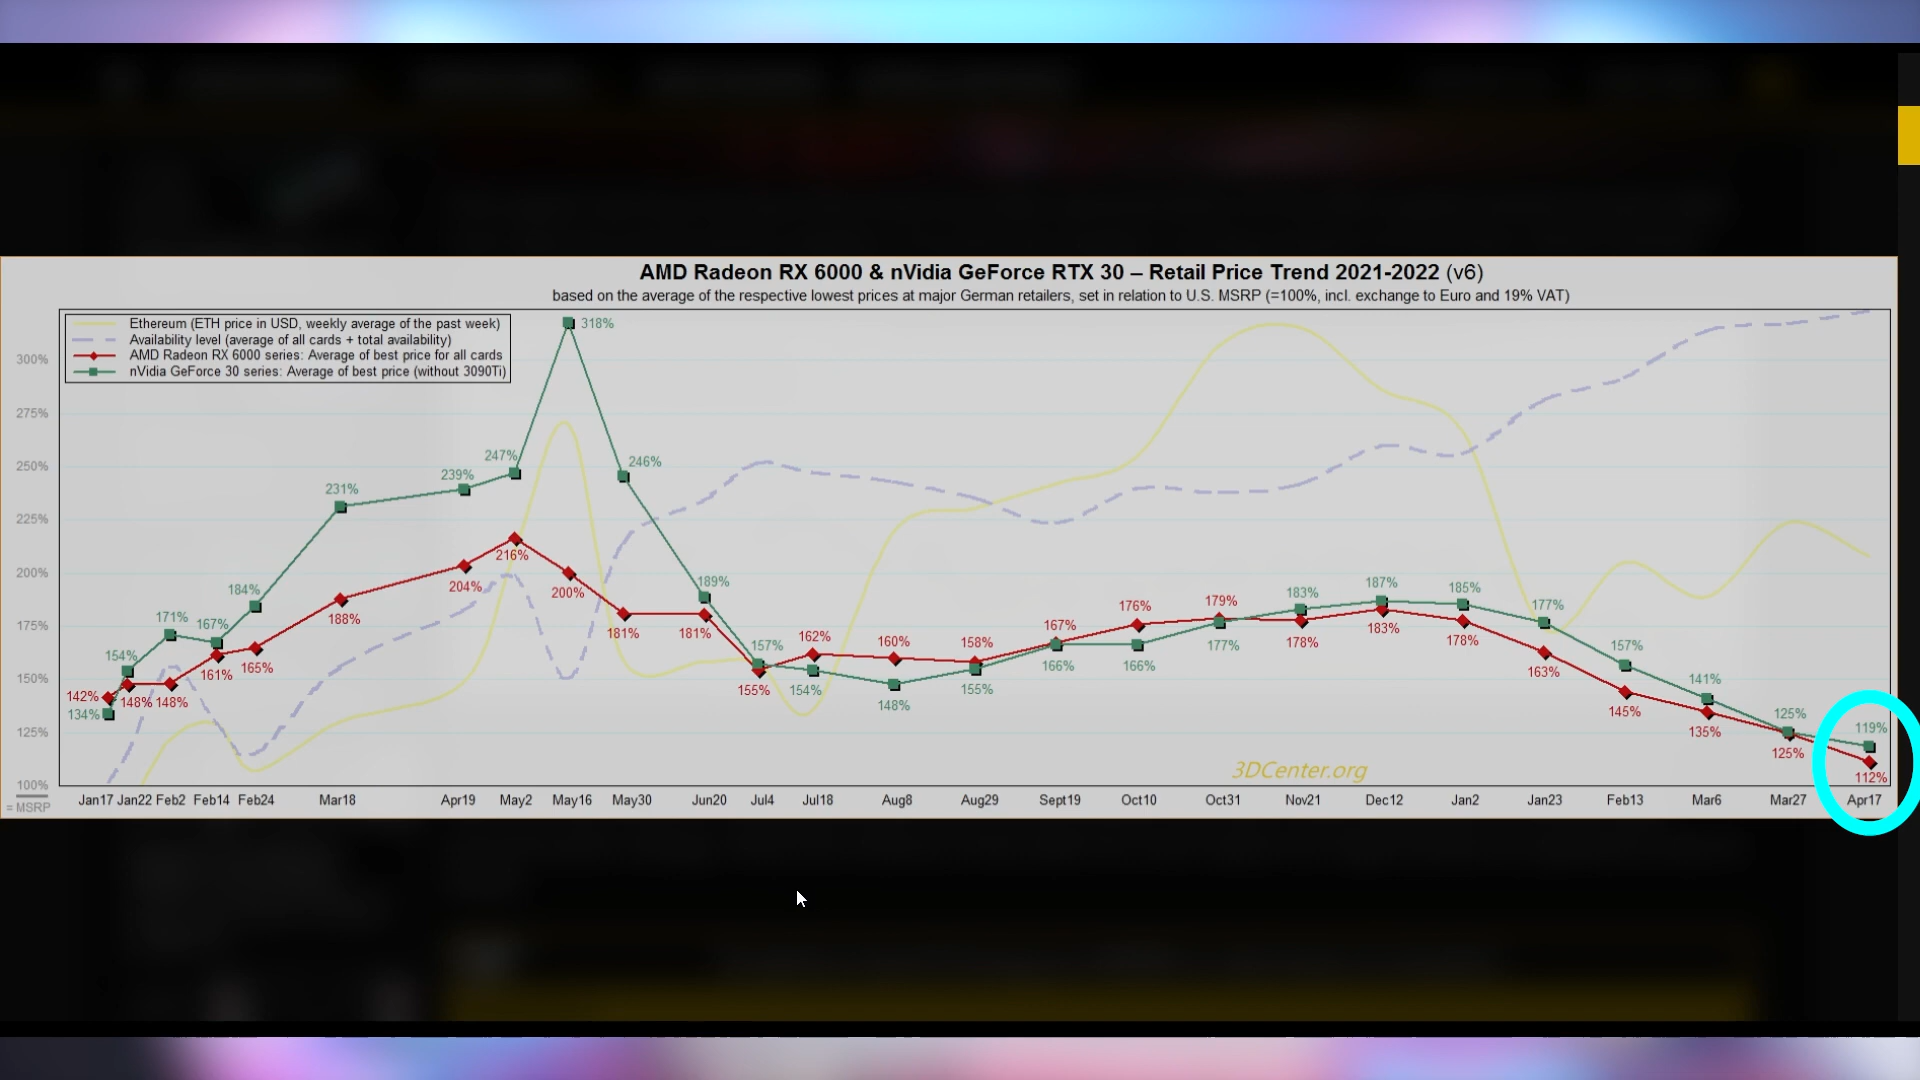 AMD Radeon RX 6000 & nVidia GeForce RTX 30 – Retail Price Trend 2021-2022 (v6)
based on the average of the respective lowest prices at major German retailers, set in relation to U.S. MSRP (=100%, incl. exchange to Euro and 19% VAT)
Ethereum (ETH price in USD, weekly average of the past week)
Availability level (average of all cards + total availability)
AMD Radeon RX 6000 series: Average of best price for all cards
nVidia GeForce 30 series: Average of best price (without 3090Ti)
300%
275%
250%
225%
200%
175%
150%
125%
100%
= MSRP
134% 154% 171% 167% 184% 231% 239% 247% 318% 246% 189% 157% 154% 148% 155% 166% 166% 177% 183% 187% 185% 177% 157% 141% 125% 119%
142% 148% 148% 161% 165% 188% 204% 216% 200% 181% 181% 155% 162% 160% 158% 167% 176% 179% 178% 183% 178% 163% 145% 135% 125% 112%
3DCenter.org
Jan17 Jan22 Feb2 Feb14 Feb24 Mar18 Apr19 May2 May16 May30 Jun20 Jul4 Jul18 Aug8 Aug29 Sept19 Oct10 Oct31 Nov21 Dec12 Jan2 Jan23 Feb13 Mar6 Mar27 Apr17